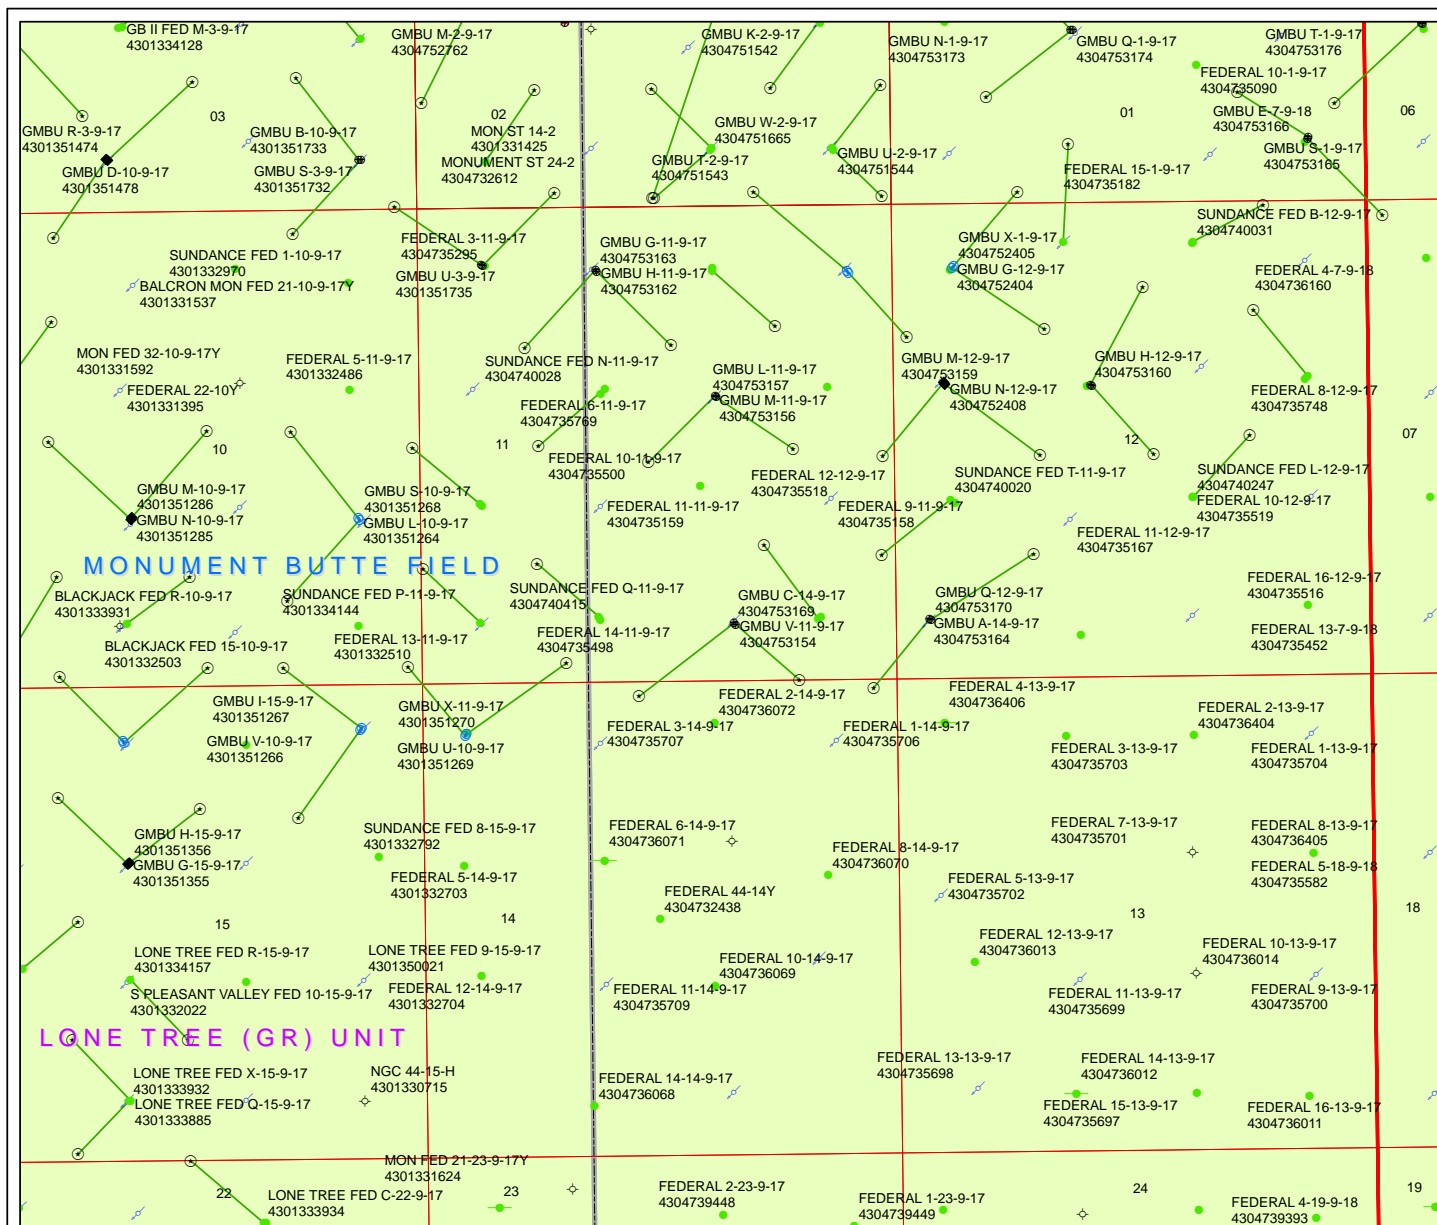 GB II FED M-3-9-17
4301334128
GMBU M-2-9-17
4304752762
GMBU K-2-9-17
4304751542
GMBU N-1-9-17
4304753173
GMBU Q-1-9-17
4304753174
GMBU T-1-9-17
4304753176
FEDERAL 10-1-9-17
4304735090
03
02
01
06
GMBU R-3-9-17
4301351474
GMBU B-10-9-17
4301351733
MON ST 14-2
4301331425
GMBU W-2-9-17
4304751665
GMBU E-7-9-18
4304753166
GMBU D-10-9-17
4301351478
GMBU S-3-9-17
4301351732
MONUMENT ST 24-2
4304732612
GMBU T-2-9-17
4304751543
GMBU U-2-9-17
4304751544
FEDERAL 15-1-9-17
4304735182
GMBU S-1-9-17
4304753165
SUNDANCE FED 1-10-9-17
4301332970
FEDERAL 3-11-9-17
4304735295
GMBU G-11-9-17
4304753163
GMBU X-1-9-17
4304752405
SUNDANCE FED B-12-9-17
4304740031
BALCRON MON FED 21-10-9-17Y
4301331537
GMBU U-3-9-17
4301351735
GMBU H-11-9-17
4304753162
GMBU G-12-9-17
4304752404
FEDERAL 4-7-9-18
4304736160
MON FED 32-10-9-17Y
4301331592
FEDERAL 5-11-9-17
4301332486
SUNDANCE FED N-11-9-17
4304740028
GMBU L-11-9-17
4304753157
GMBU M-12-9-17
4304753159
GMBU H-12-9-17
4304753160
FEDERAL 22-10Y
4301331395
FEDERAL 6-11-9-17
4304735769
GMBU M-11-9-17
4304753156
GMBU N-12-9-17
4304752408
FEDERAL 8-12-9-17
4304735748
10
11
12
07
FEDERAL 10-11-9-17
4304735500
FEDERAL 12-12-9-17
4304735518
SUNDANCE FED T-11-9-17
4304740020
SUNDANCE FED L-12-9-17
4304740247
GMBU M-10-9-17
4301351286
GMBU S-10-9-17
4301351268
FEDERAL 11-11-9-17
4304735159
FEDERAL 9-11-9-17
4304735158
FEDERAL 10-12-9-17
4304735519
GMBU N-10-9-17
4301351285
GMBU L-10-9-17
4301351264
FEDERAL 11-12-9-17
4304735167
MONUMENT BUTTE FIELD
BLACKJACK FED R-10-9-17
4301333931
SUNDANCE FED P-11-9-17
4301334144
SUNDANCE FED Q-11-9-17
4304740415
GMBU C-14-9-17
4304753169
GMBU Q-12-9-17
4304753170
FEDERAL 16-12-9-17
4304735516
BLACKJACK FED 15-10-9-17
4301332503
FEDERAL 13-11-9-17
4301332510
FEDERAL 14-11-9-17
4304735498
GMBU V-11-9-17
4304753154
GMBU A-14-9-17
4304753164
FEDERAL 13-7-9-18
4304735452
GMBU I-15-9-17
4301351267
GMBU X-11-9-17
4301351270
FEDERAL 2-14-9-17
4304736072
FEDERAL 4-13-9-17
4304736406
FEDERAL 2-13-9-17
4304736404
GMBU V-10-9-17
4301351266
GMBU U-10-9-17
4301351269
FEDERAL 3-14-9-17
4304735707
FEDERAL 1-14-9-17
4304735706
FEDERAL 3-13-9-17
4304735703
FEDERAL 1-13-9-17
4304735704
GMBU H-15-9-17
4301351356
SUNDANCE FED 8-15-9-17
4301332792
FEDERAL 6-14-9-17
4304736071
FEDERAL 7-13-9-17
4304735701
FEDERAL 8-13-9-17
4304736405
GMBU G-15-9-17
4301351355
FEDERAL 5-14-9-17
4301332703
FEDERAL 8-14-9-17
4304736070
FEDERAL 5-13-9-17
4304735702
FEDERAL 5-18-9-18
4304735582
FEDERAL 44-14Y
4304732438
15
14
13
18
LONE TREE FED R-15-9-17
4301334157
LONE TREE FED 9-15-9-17
4301350021
FEDERAL 10-14-9-17
4304736069
FEDERAL 12-13-9-17
4304736013
FEDERAL 10-13-9-17
4304736014
S PLEASANT VALLEY FED 10-15-9-17
4301332022
FEDERAL 12-14-9-17
4301332704
FEDERAL 11-14-9-17
4304735709
FEDERAL 11-13-9-17
4304735699
FEDERAL 9-13-9-17
4304735700
LONE TREE (GR) UNIT
LONE TREE FED X-15-9-17
4301333932
NGC 44-15-H
4301330715
FEDERAL 14-14-9-17
4304736068
FEDERAL 13-13-9-17
4304735698
FEDERAL 14-13-9-17
4304736012
LONE TREE FED Q-15-9-17
4301333885
FEDERAL 15-13-9-17
4304735697
FEDERAL 16-13-9-17
4304736011
MON FED 21-23-9-17Y
4301331624
22
LONE TREE FED C-22-9-17
4301333934
23
FEDERAL 2-23-9-17
4304739448
FEDERAL 1-23-9-17
4304739449
24
FEDERAL 4-19-9-18
4304739393
19